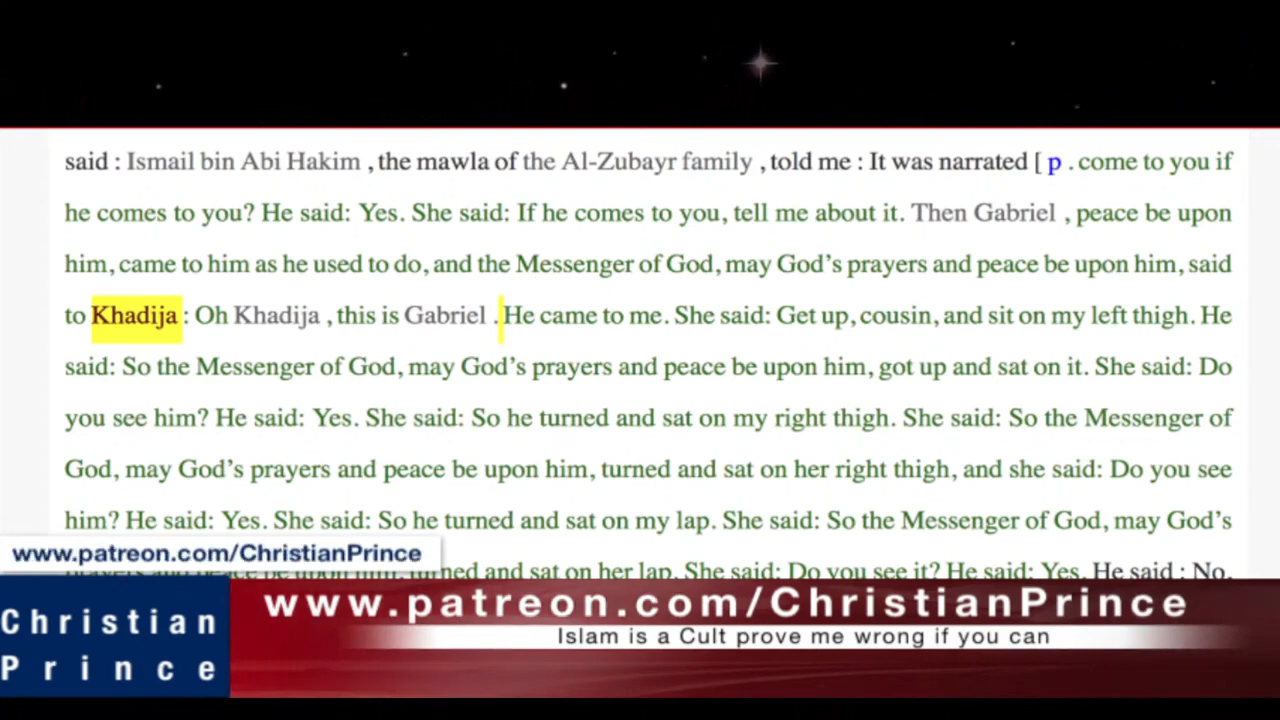 said : Ismail bin Abi Hakim , the mawla of the Al-Zubayr family , told me : It was narrated [ p . come to you if
he comes to you? He said: Yes. She said: If he comes to you, tell me about it. Then Gabriel , peace be upon
him, came to him as he used to do, and the Messenger of God, may God's prayers and peace be upon him, said
to Khadija : Oh Khadija , this is Gabriel . He came to me. She said: Get up, cousin, and sit on my left thigh. He
said: So the Messenger of God, may God's prayers and peace be upon him, got up and sat on it. She said: Do
you see him? He said: Yes. She said: So he turned and sat on my right thigh. She said: So the Messenger of
God, may God's prayers and peace be upon him, turned and sat on her right thigh, and she said: Do you see
him? He said: Yes. She said: So he turned and sat on my lap. She said: So the Messenger of God, may God's
prayers and peace be upon him, turned and sat on her lap. She said: Do you see it? He said: Yes. He said : No.
www.patreon.com/ChristianPrince
www.patreon.com/ChristianPrince
Islam is a Cult prove me wrong if you can
Christian
Prince